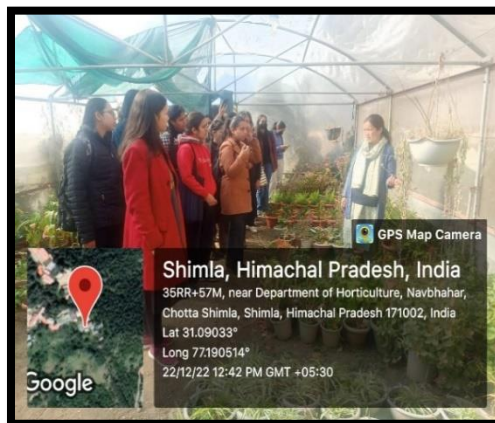 GPS Map Camera
Shimla, Himachal Pradesh, India
35RR+57M, near Department of Horticulture, Navbhahar,
Chotta Shimla, Shimla, Himachal Pradesh 171002, India
Lat 31.09033°
Long 77.190514°
22/12/22 12:42 PM GMT +05:30
Google